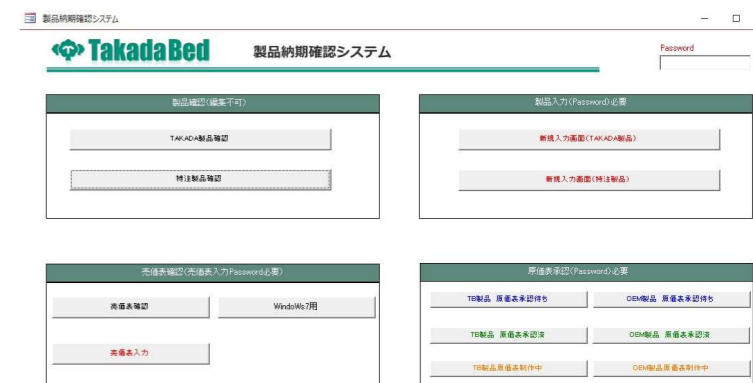 製品納期確認システム
TakadaBed 製品納期確認システム
Password
製品確認(編集不可)
TAKADA製品確認
特注製品確認
製品入力(Password)必要
新規入力画面(TAKADA製品)
新規入力画面(特注製品)
売価表確認(売価表入力Password必要)
売価表確認
WindoWs7用
売価表入力
原価表承認(Password)必要
TB製品 原価表承認待ち
OEM製品 原価表承認待ち
TB製品 原価表承認済
OEM製品 原価表承認済
TB製品原価表制作中
OEM製品原価表制作中